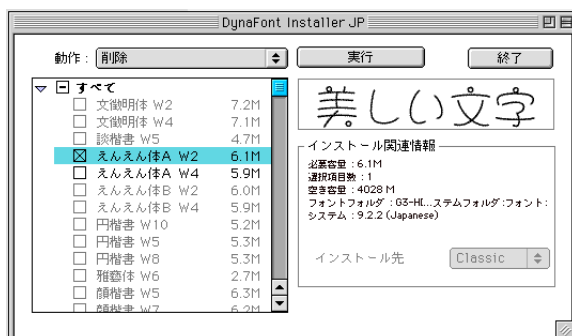 DynaFont Installer JP
動作： 削除
実行
終了
すべて
文徴明体 W2 7.2M
文徴明体 W4 7.1M
談楷書 W5 4.7M
えんえん体A W2 6.1M
えんえん体A W4 5.9M
えんえん体B W2 6.0M
えんえん体B W4 5.9M
円楷書 W10 5.2M
円楷書 W5 5.3M
円楷書 W8 5.3M
雅藝体 W6 2.7M
顔楷書 W5 6.3M
顔楷書 W7 6.2M
美しい文字
インストール関連情報
必要容量：6.1M
選択項目数：1
空き容量：4028 M
フォントフォルダ：G3-H(...ステムフォルダ:フォント:
システム：9.2.2 (Japanese)
インストール先 Classic